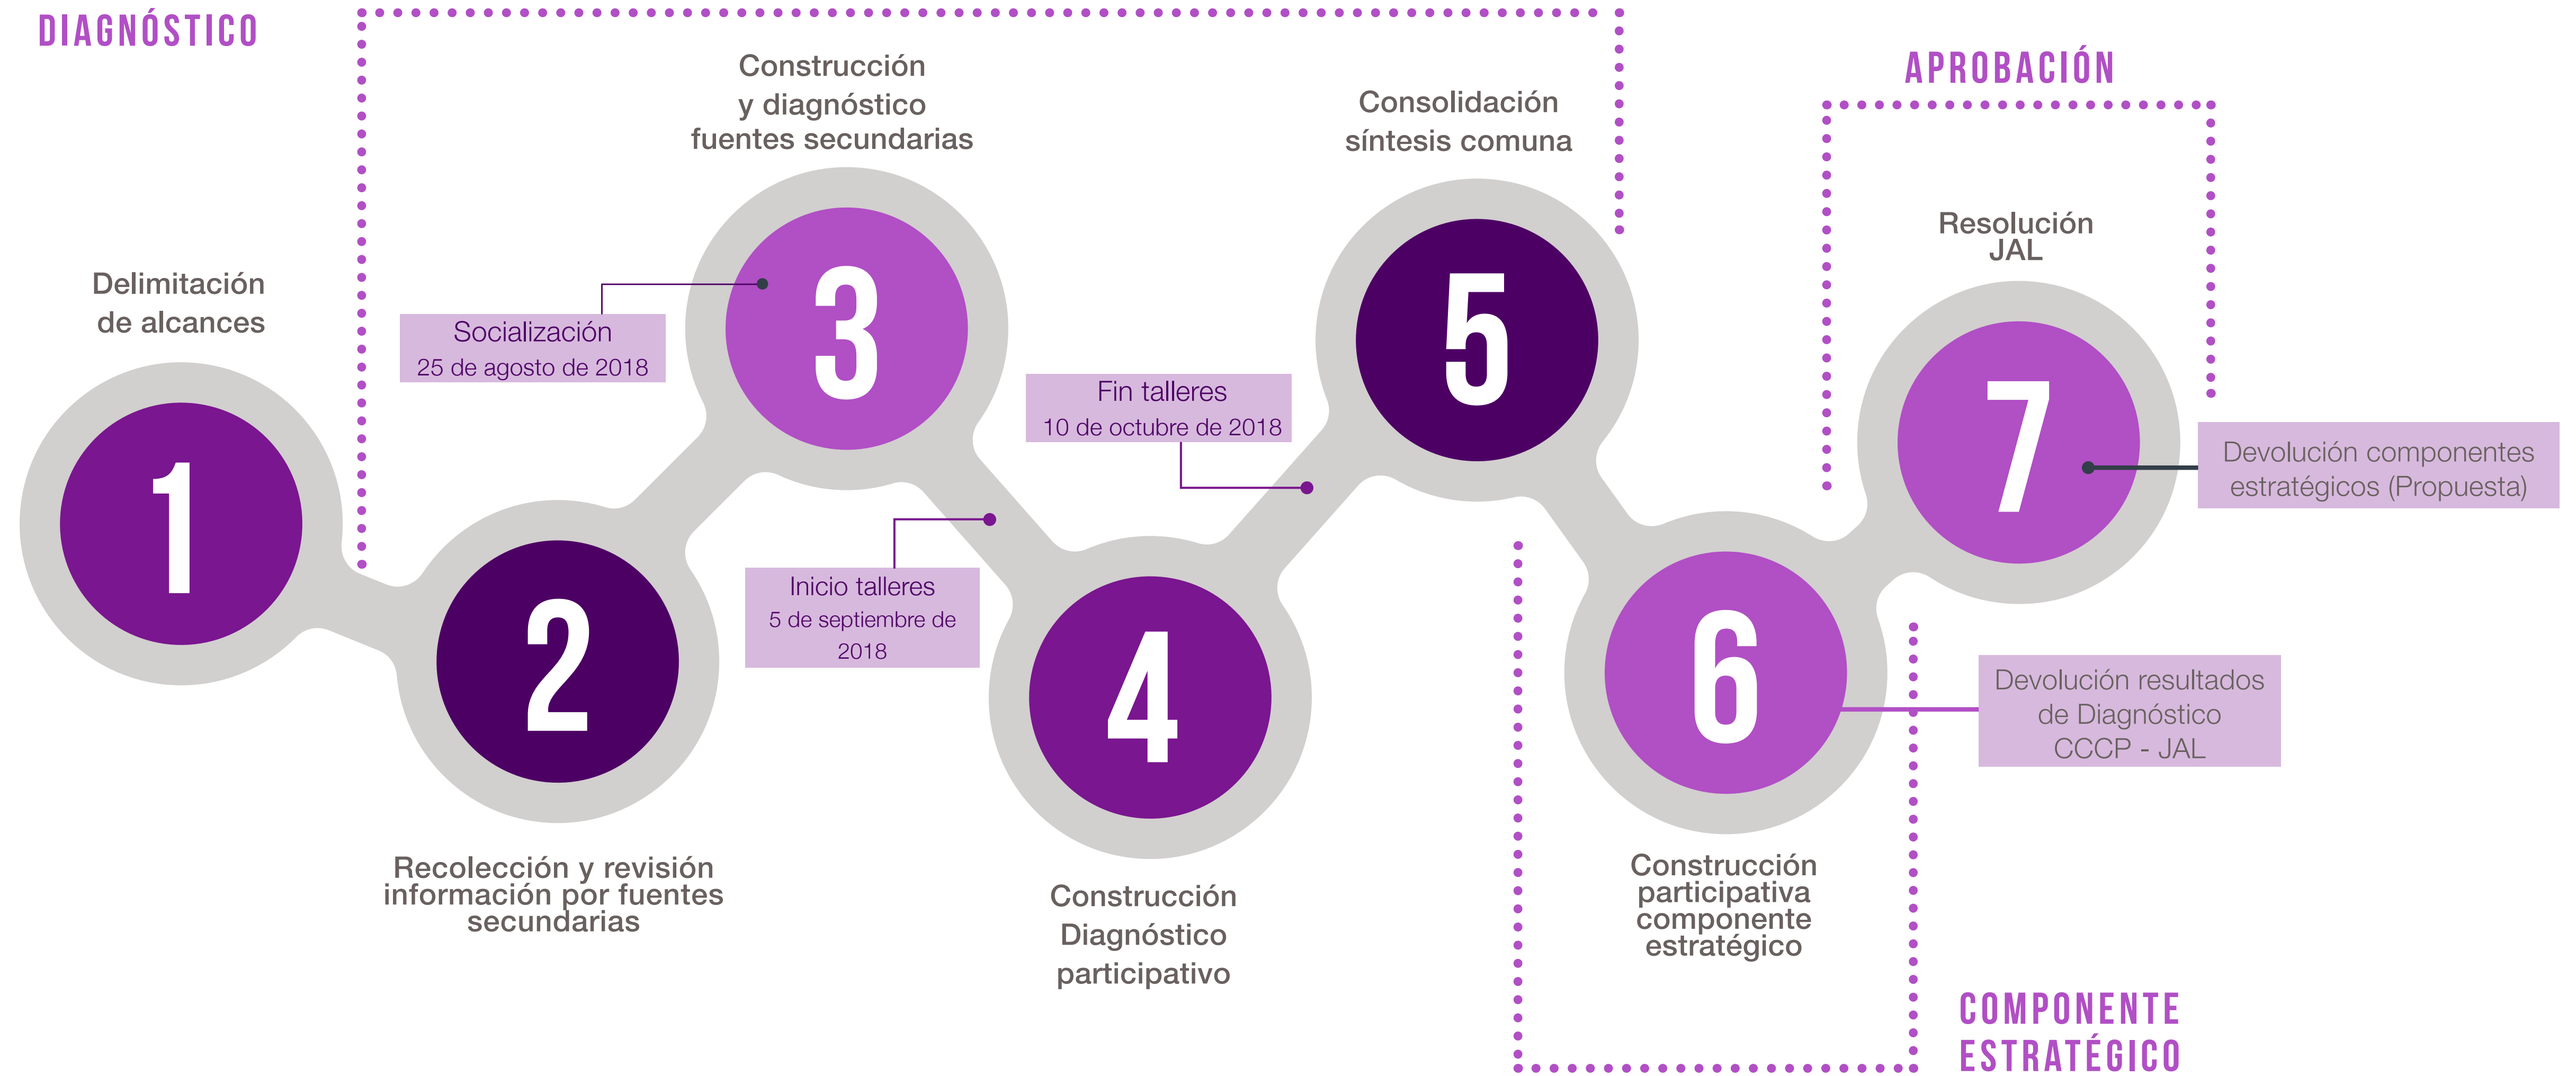 DIAGNÓSTICO
Delimitación
de alcances
1
2
Recolección y revisión
información por fuentes
secundarias
Construcción
y diagnóstico
fuentes secundarias
3
Socialización
25 de agosto de 2018
Inicio talleres
5 de septiembre de
2018
4
Construcción
Diagnóstico
participativo
Fin talleres
10 de octubre de 2018
Consolidación
síntesis comuna
5
6
Construcción
participativa
componente
estratégico
Devolución resultados
de Diagnóstico
CCCP - JAL
COMPONENTE
ESTRATÉGICO
APROBACIÓN
Resolución
JAL
7
Devolución componentes
estratégicos (Propuesta)